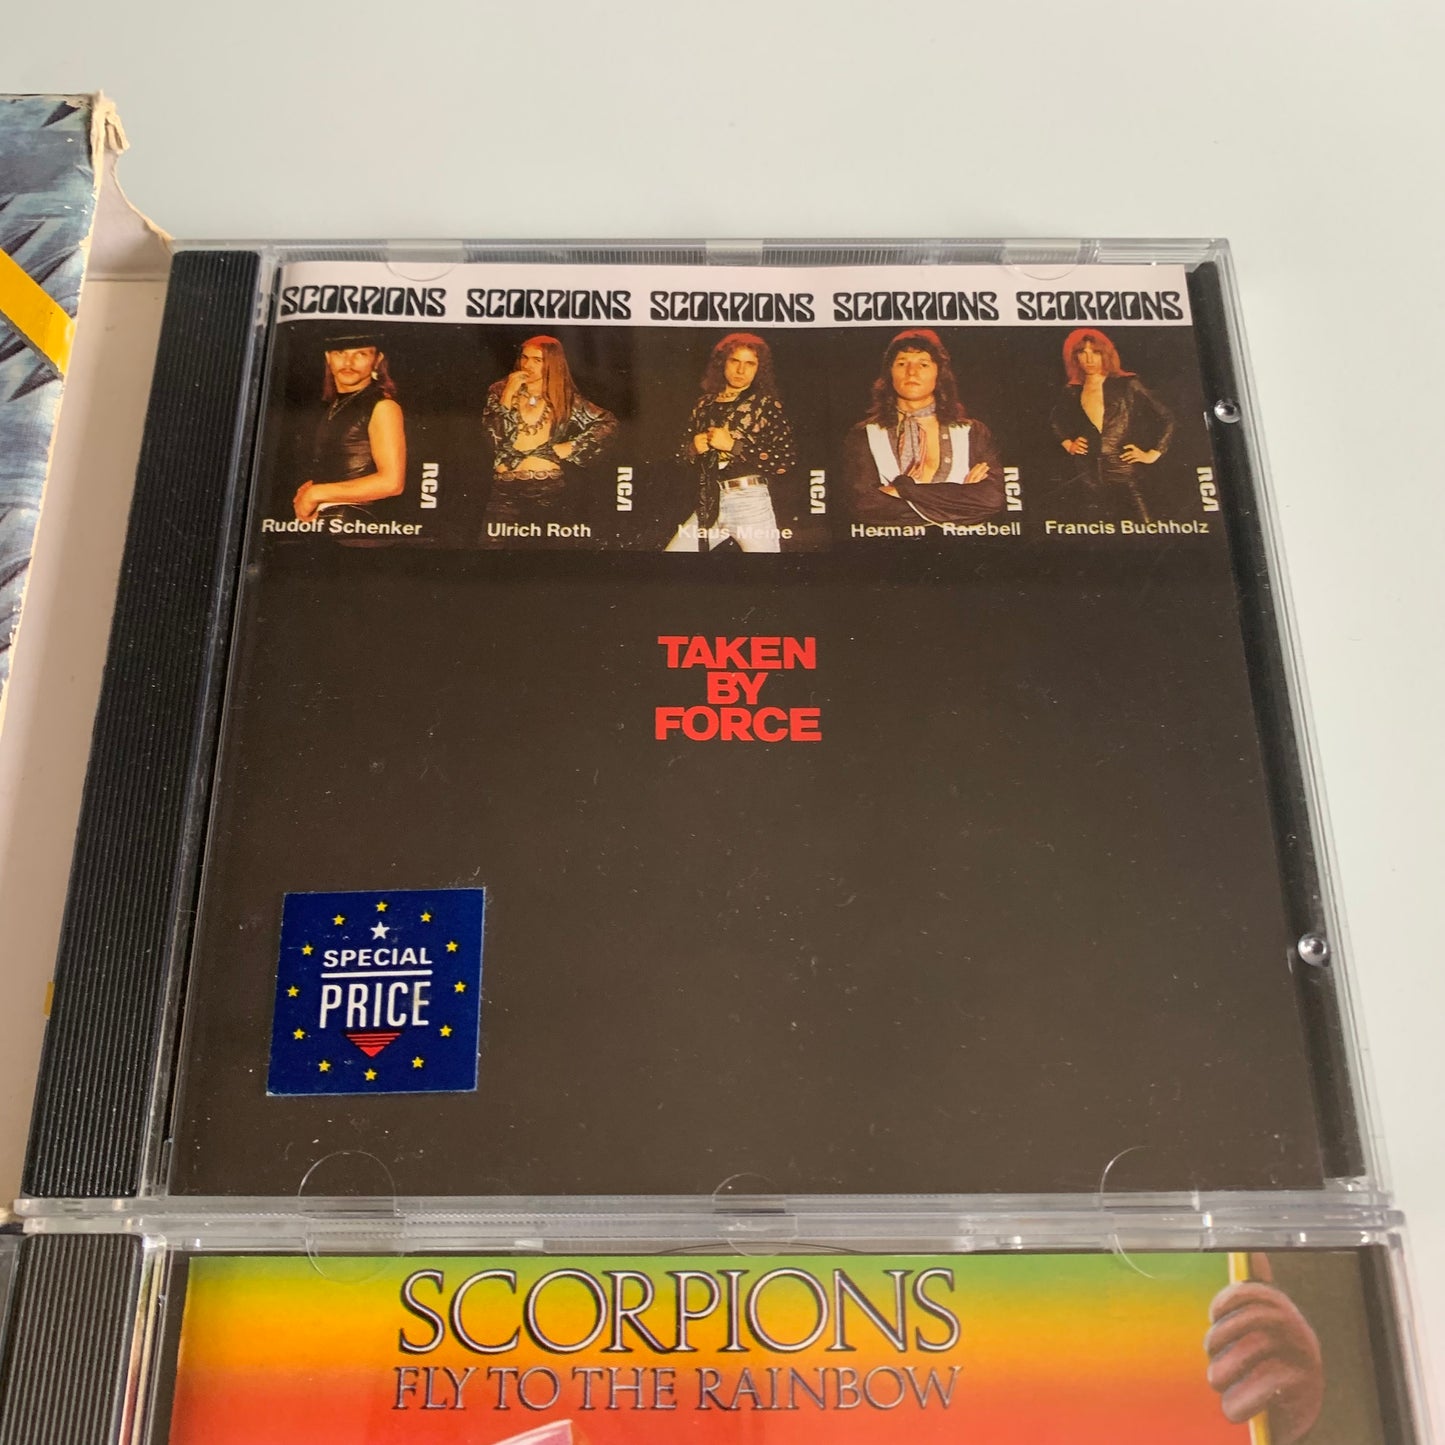 SCORPIONS SCORPIONS SCORPIONS SCORPIONS SCORPIONS
RCA RCA RCA RCA RCA
Rudolf Schenker Ulrich Roth Klaus Meine Herman Rarebell Francis Buchholz
TAKEN
BY
FORCE
SPECIAL
PRICE
SCORPIONS
FLY TO THE RAINBOW